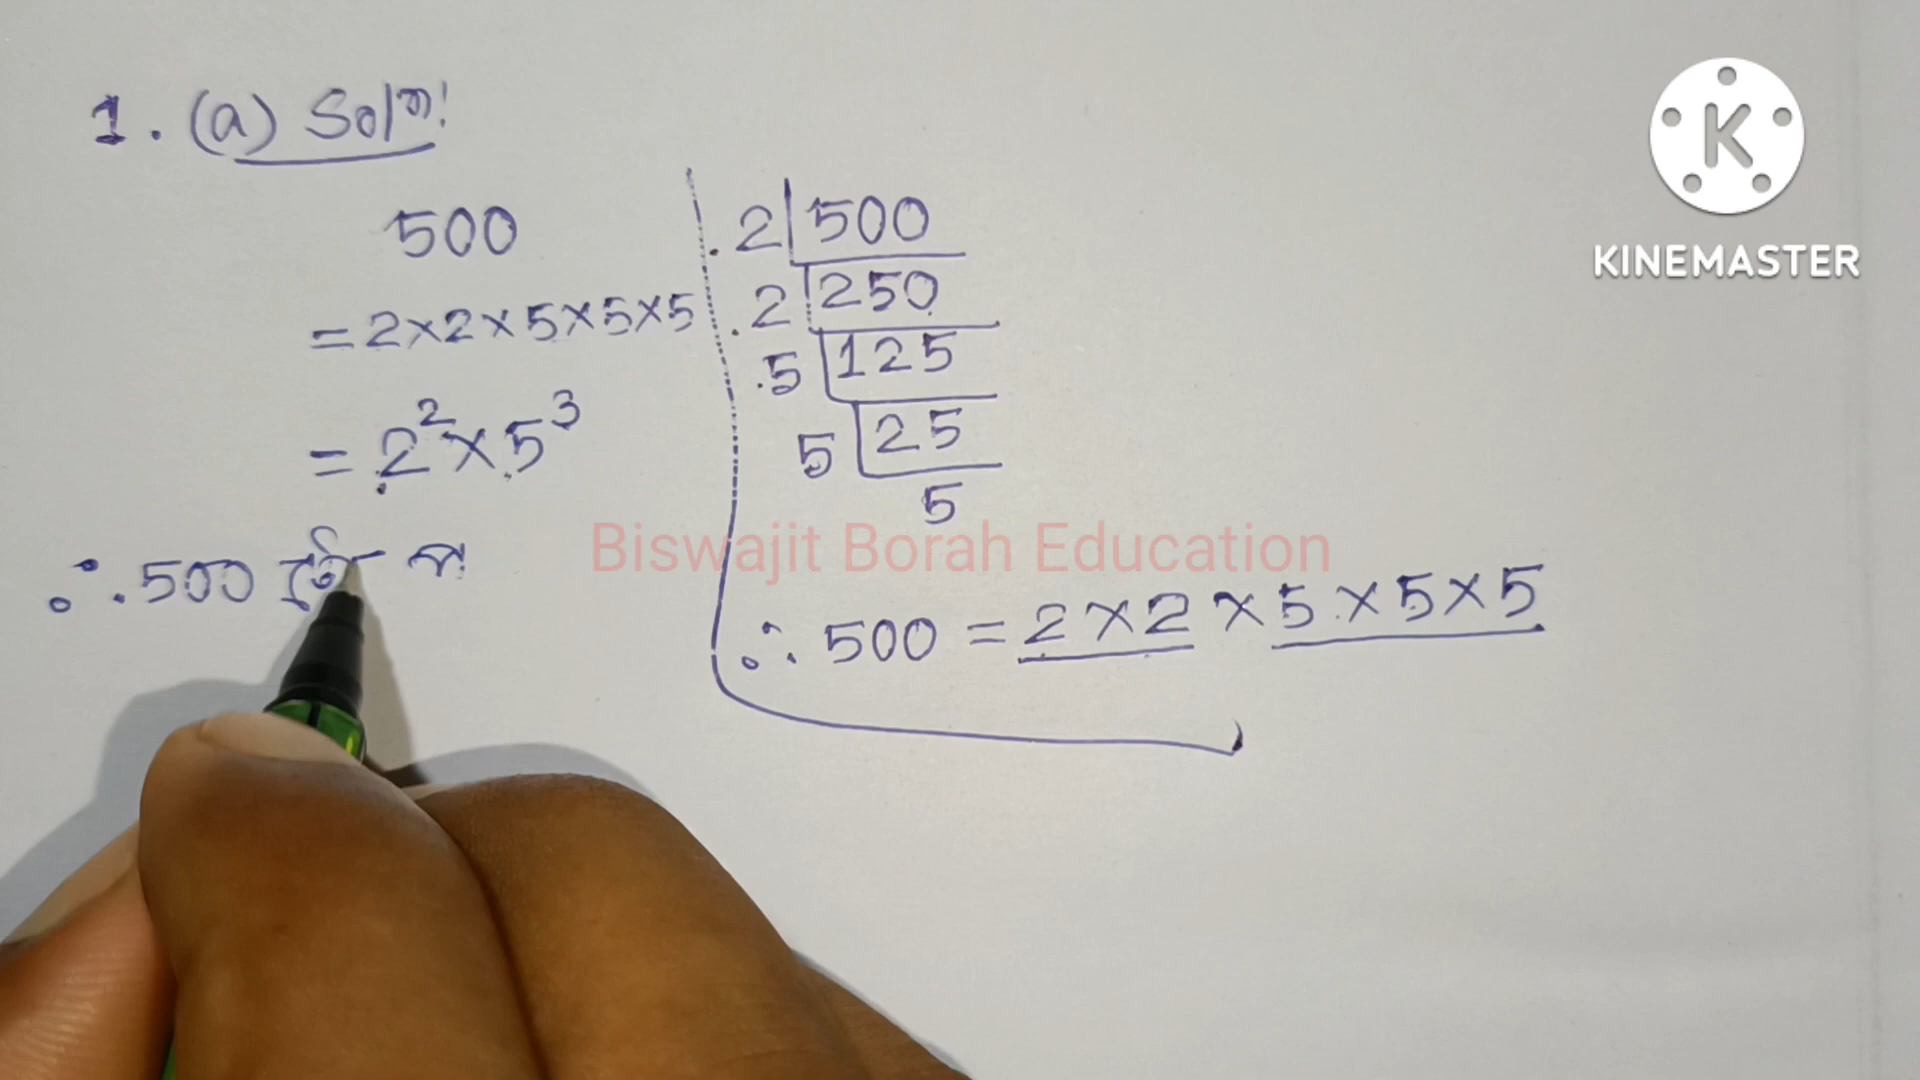 1. (a) Solⁿ:
500
= 2×2×5×5×5
= 2² × 5³
∴ 500
2 500
2 250
5 125
5 25
5
∴ 500 = 2×2 × 5×5×5
KINEMASTER
Biswajit Borah Education